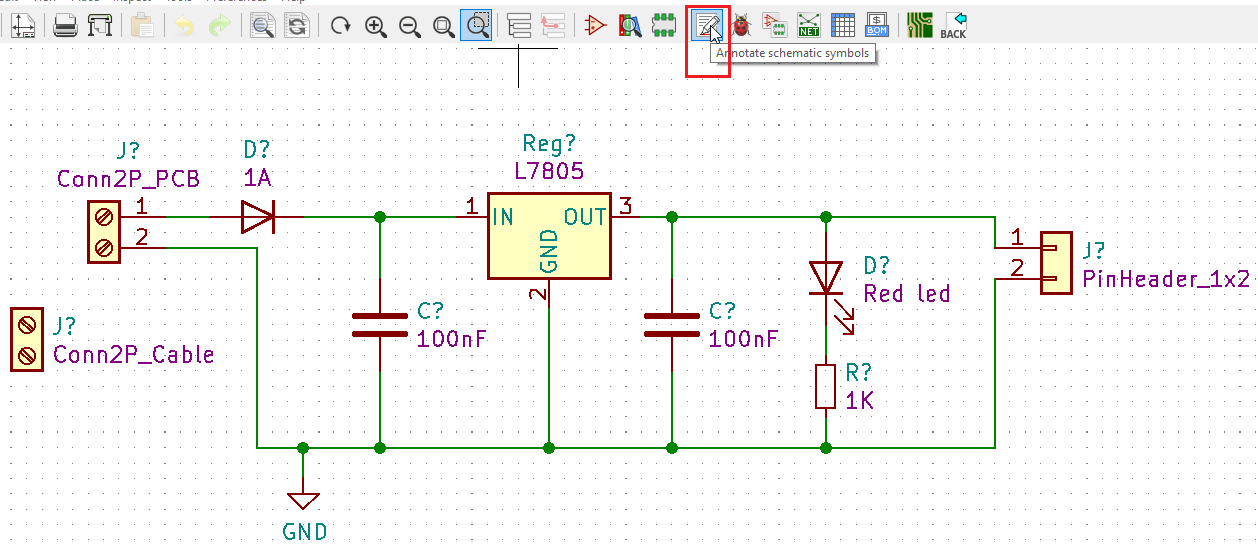 NET
$
BOM
BACK
Annotate schematic symbols
J?
Conn2P_PCB
1
2
D?
1A
Reg?
L7805
1
IN
OUT
3
GND
2
1
2
J?
PinHeader_1x2
D?
Red led
C?
100nF
C?
100nF
J?
Conn2P_Cable
R?
1K
GND